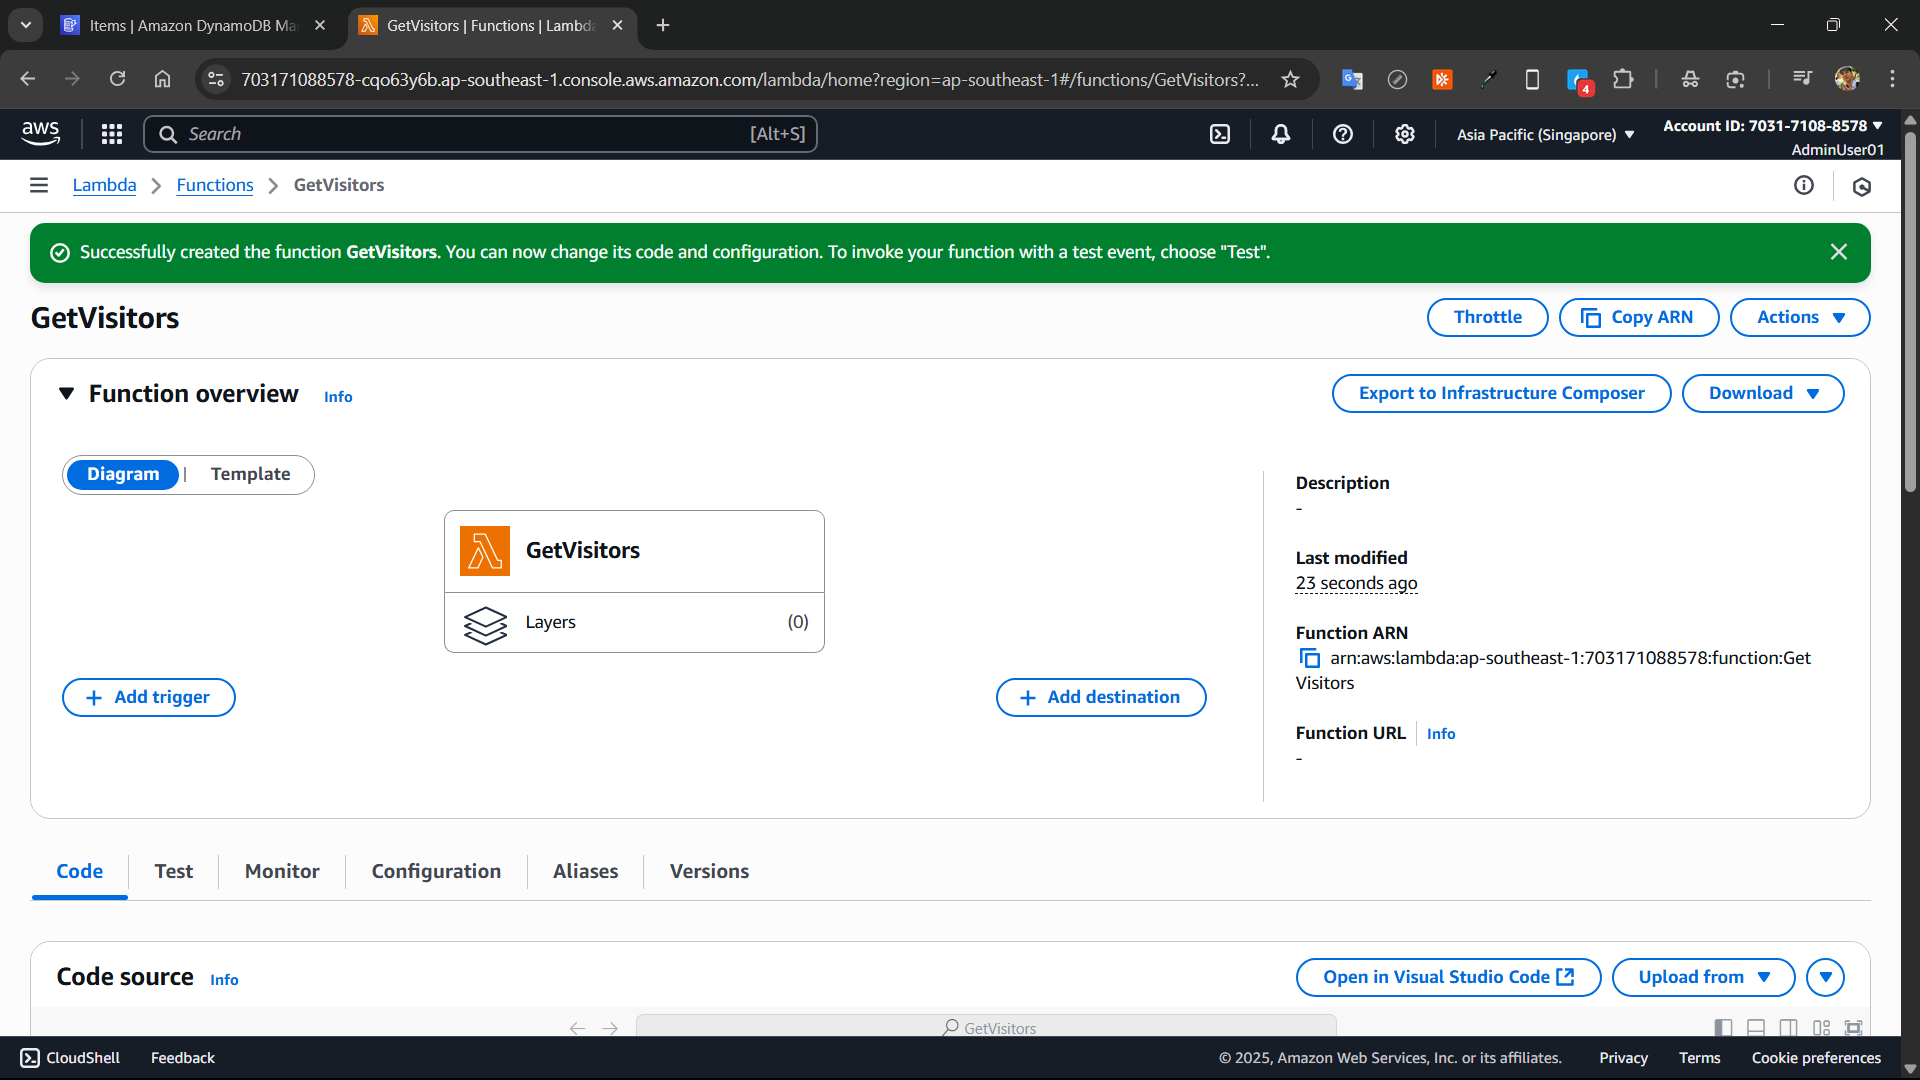 Items | Amazon DynamoDB Ma
GetVisitors | Functions | Lambda
703171088578-cqo63y6b.ap-southeast-1.console.aws.amazon.com/lambda/home?region=ap-southeast-1#/functions/GetVisitors?...
4
aws
Search
[Alt+S]
Asia Pacific (Singapore)
Account ID: 7031-7108-8578
AdminUser01
Lambda
Functions
GetVisitors
Successfully created the function GetVisitors. You can now change its code and configuration. To invoke your function with a test event, choose "Test".
GetVisitors
Throttle
Copy ARN
Actions
Function overview
Info
Export to Infrastructure Composer
Download
Diagram
Template
GetVisitors
Layers
(0)
Add trigger
Add destination
Description
-
Last modified
23 seconds ago
Function ARN
arn:aws:lambda:ap-southeast-1:703171088578:function:Get
Visitors
Function URL
Info
-
Code
Test
Monitor
Configuration
Aliases
Versions
Code source
Info
Open in Visual Studio Code
Upload from
GetVisitors
CloudShell
Feedback
© 2025, Amazon Web Services, Inc. or its affiliates.
Privacy
Terms
Cookie preferences